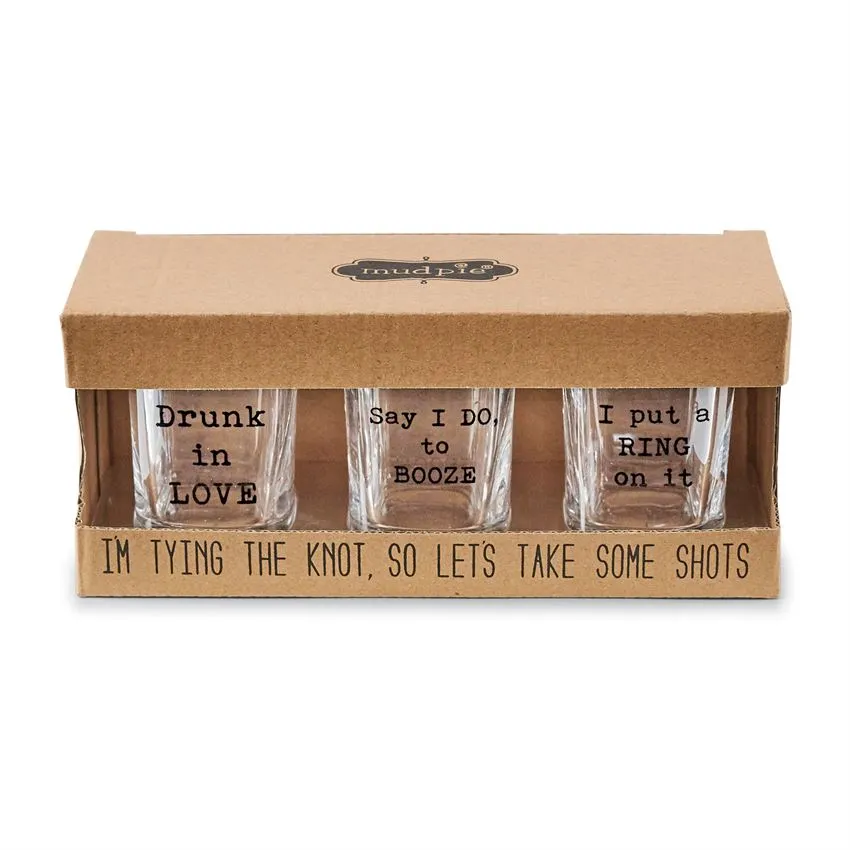 mudpie
Drunk
in
LOVE
Say I DO,
to
BOOZE
I put a
RING
on it
I'M TYING THE KNOT, SO LET'S TAKE SOME SHOTS